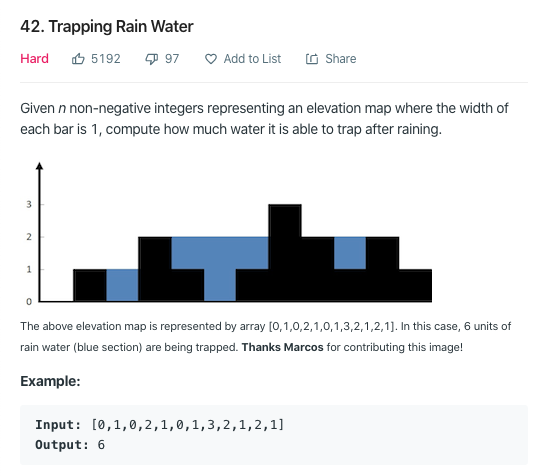 42. Trapping Rain Water
Hard 5192 97 Add to List Share
Given n non-negative integers representing an elevation map where the width of
each bar is 1, compute how much water it is able to trap after raining.
3
2
1
0
The above elevation map is represented by array [0,1,0,2,1,0,1,3,2,1,2,1]. In this case, 6 units of
rain water (blue section) are being trapped. Thanks Marcos for contributing this image!
Example:
Input: [0,1,0,2,1,0,1,3,2,1,2,1]
Output: 6